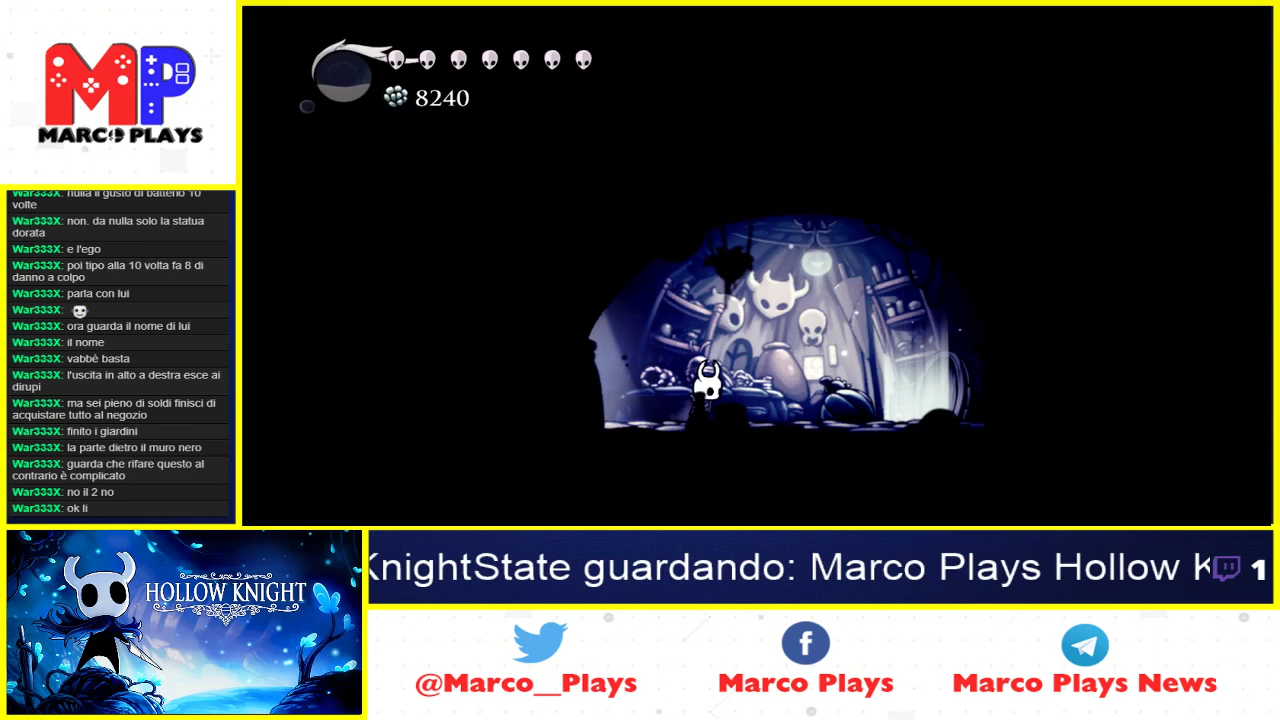 MP
MARCO PLAYS
8240
War333X: nulla il gusto di batterlo 10
volte
War333X: non. da nulla solo la statua
dorata
War333X: e l'ego
War333X: poi tipo alla 10 volta fa 8 di
danno a colpo
War333X: parla con lui
War333X:
War333X: ora guarda il nome di lui
War333X: il nome
War333X: vabbè basta
War333X: l'uscita in alto a destra esce ai
dirupi
War333X: ma sei pieno di soldi finisci di
acquistare tutto al negozio
War333X: finito i giardini
War333X: la parte dietro il muro nero
War333X: guarda che rifare questo al
contrario è complicato
War333X: no il 2 no
War333X: ok li
HOLLOW KNIGHT
KnightState guardando: Marco Plays Hollow K
1
@Marco__Plays
Marco Plays
Marco Plays News